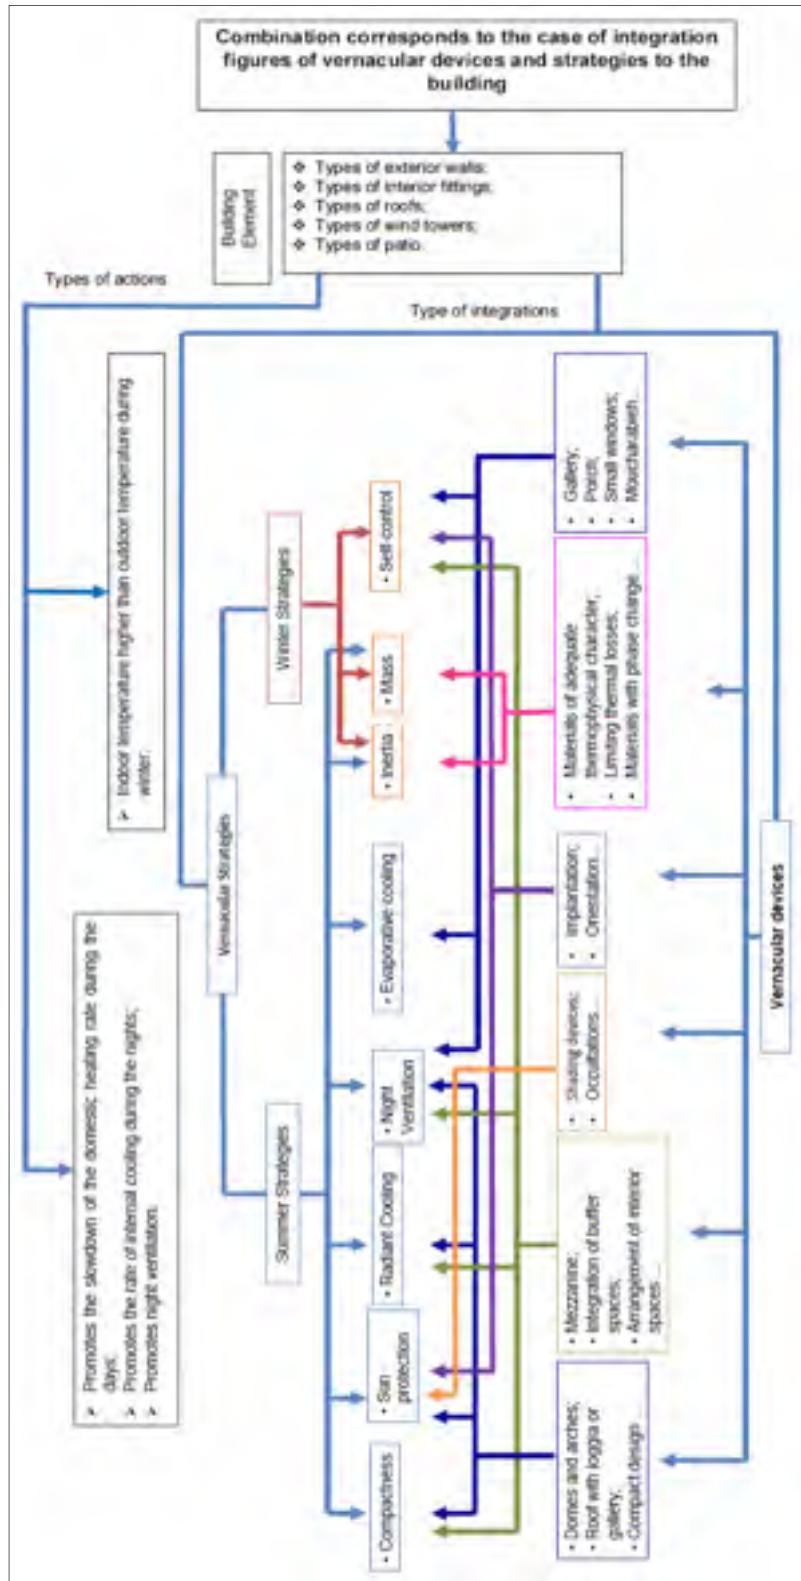 Combination corresponds to the case of integration
figures of vernacular devices and strategies to the
building
Building
Element
❖ Types of exterior walls;
❖ Types of interior fittings;
❖ Types of roofs;
❖ Types of wind towers;
❖ Types of patio.
Types of actions
Type of integrations
➢ Indoor temperature higher than outdoor temperature during
winter.
➢ Promotes the slowdown of the domestic heating rate during the
days;
➢ Promotes the rate of internal cooling during the nights;
➢ Promotes night ventilation.
Vernacular Strategies
Winter Strategies
Summer Strategies
• Self-control
• Mass
• Inertia
• Evaporative cooling
• Night
Ventilation
• Radiant Cooling
• Sun
protection
• Compactness
• Gallery;
• Porch;
• Small windows;
• Moucharabieh...
• Materials of adequate
thermophysical character;
• Limiting thermal losses;
• Materials with phase change...
• Implantation;
• Orientation...
• Shading devices;
• Occultations...
• Mezzanine;
• Integration of buffer
spaces;
• Arrangement of interior
spaces ...
• Domes and arches;
• Roof with loggia or
gallery;
• Compact design ...
Vernacular devices